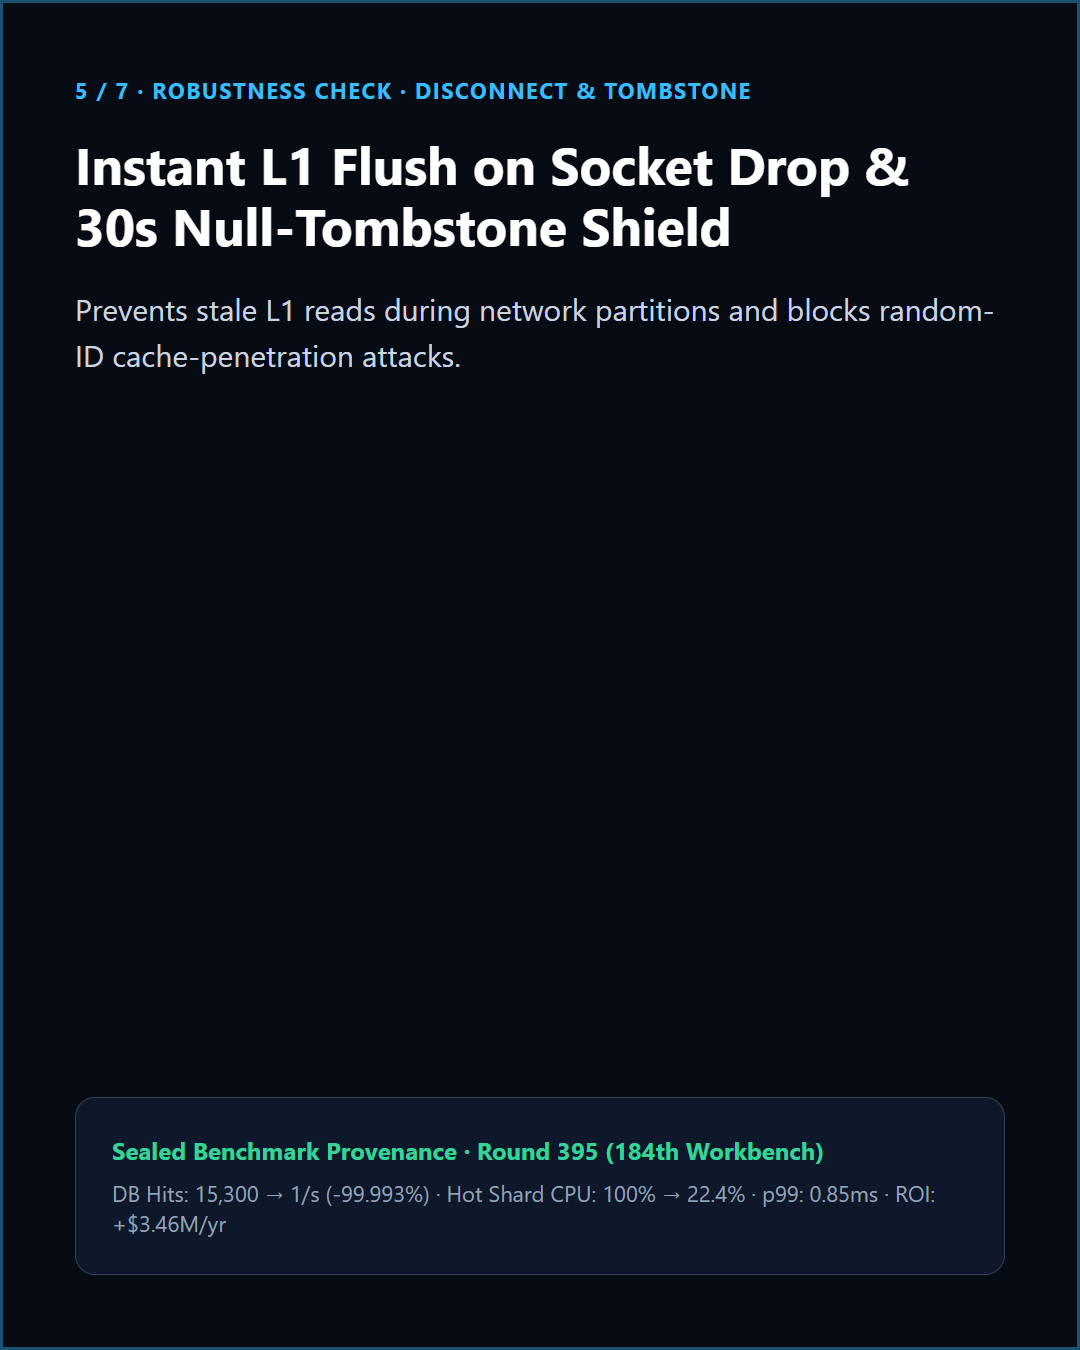 5 / 7 · ROBUSTNESS CHECK · DISCONNECT & TOMBSTONE
Instant L1 Flush on Socket Drop &
30s Null-Tombstone Shield
Prevents stale L1 reads during network partitions and blocks random-
ID cache-penetration attacks.
Sealed Benchmark Provenance · Round 395 (184th Workbench)
DB Hits: 15,300 → 1/s (-99.993%) · Hot Shard CPU: 100% → 22.4% · p99: 0.85ms · ROI:
+$3.46M/yr